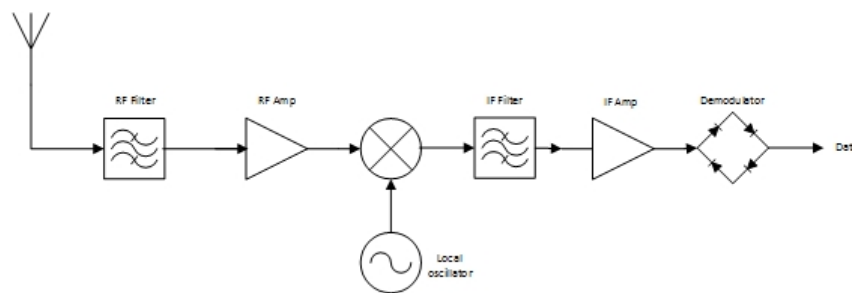 RF Filter
RF Amp
IF Filter
IF Amp
Demodulator
Dat
Local
oscillator